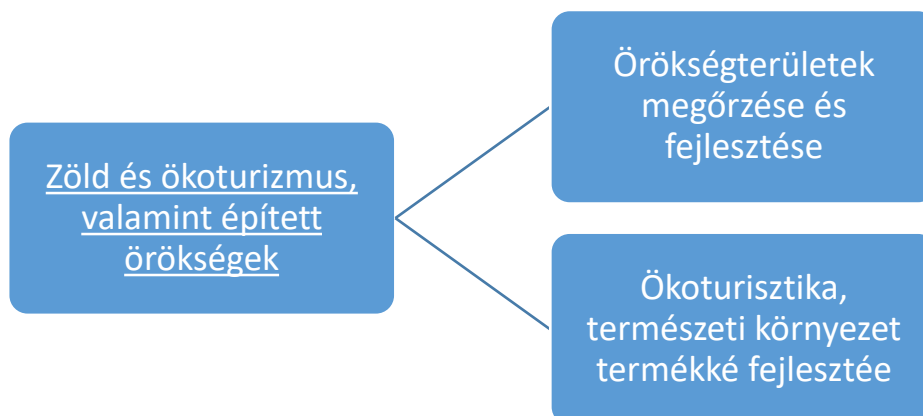 Zöld és ökoturizmus,
valamint épített
örökségek
Örökségterületek
megőrzése és
fejlesztése
Ökoturisztika,
természeti környezet
termékké fejlesztée